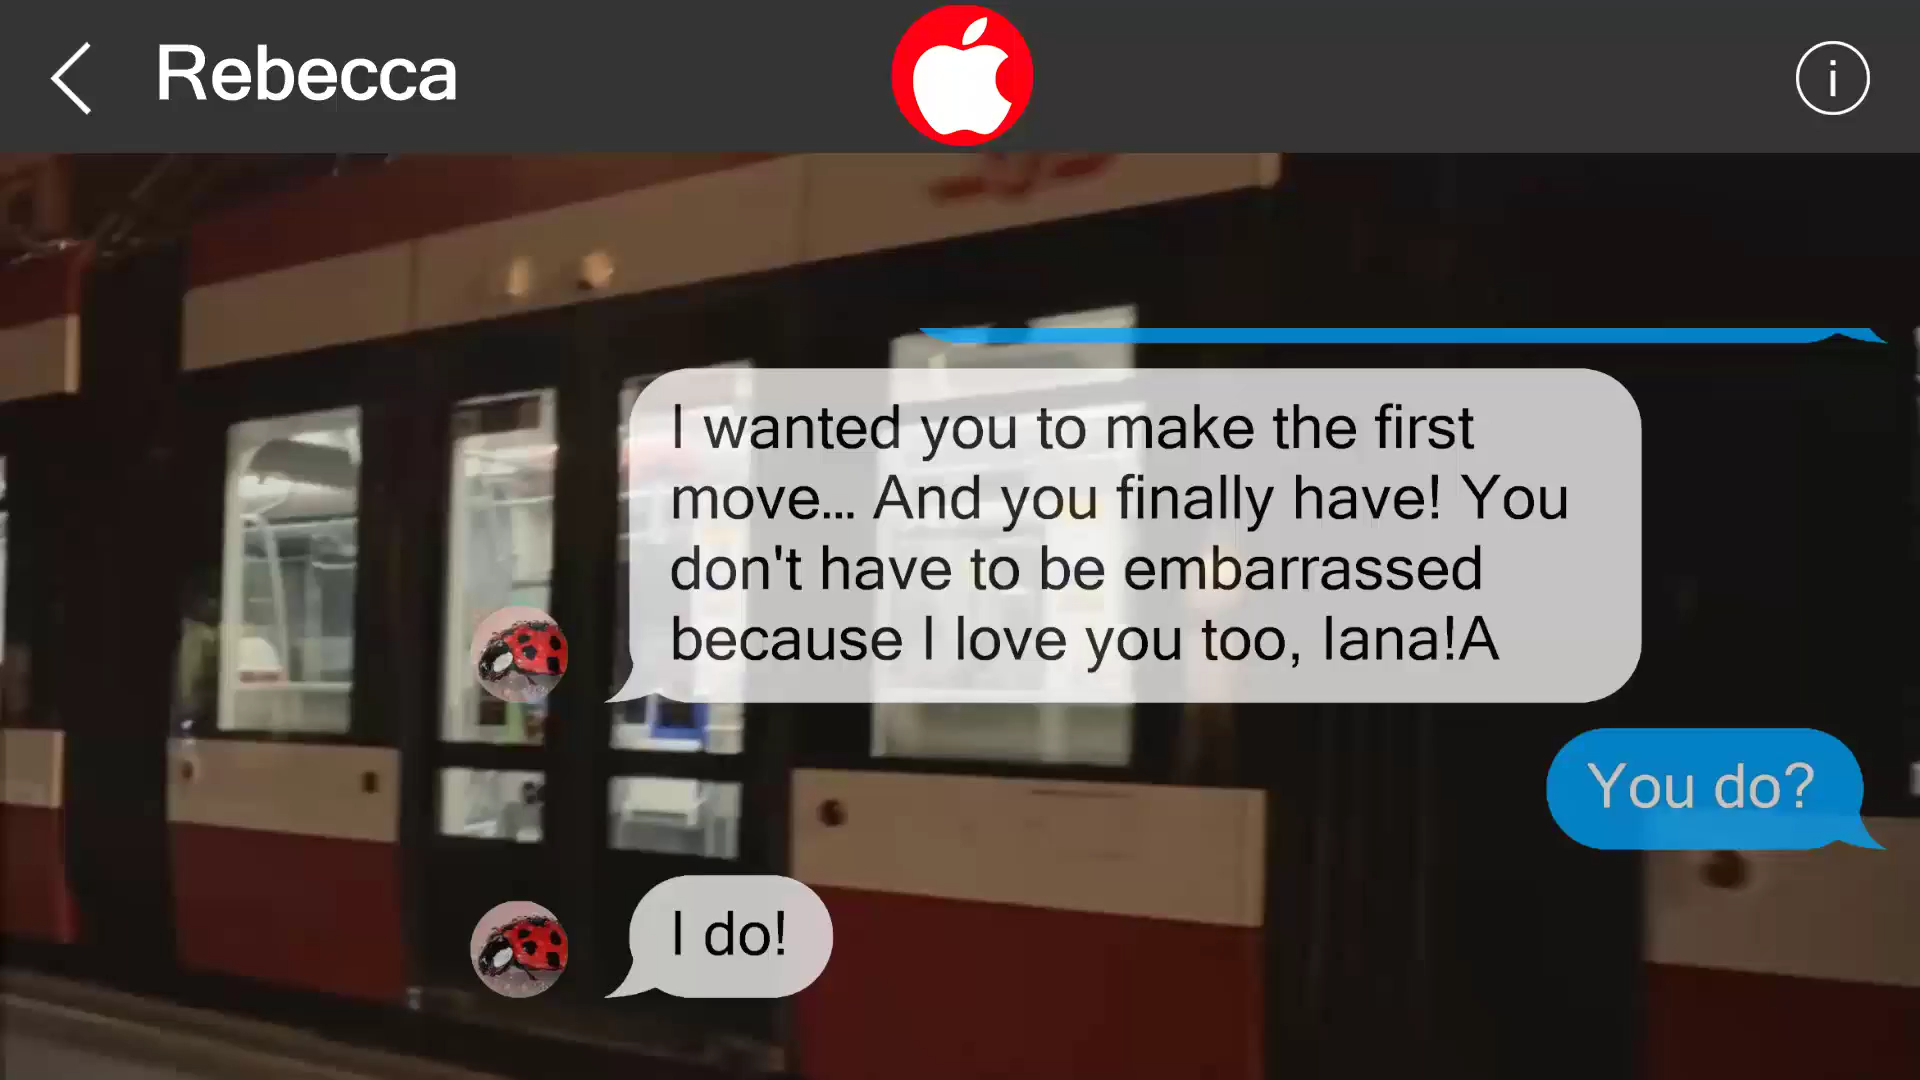 Rebecca
I wanted you to make the first
move... And you finally have! You
don't have to be embarrassed
because I love you too, lana!A
You do?
I do!